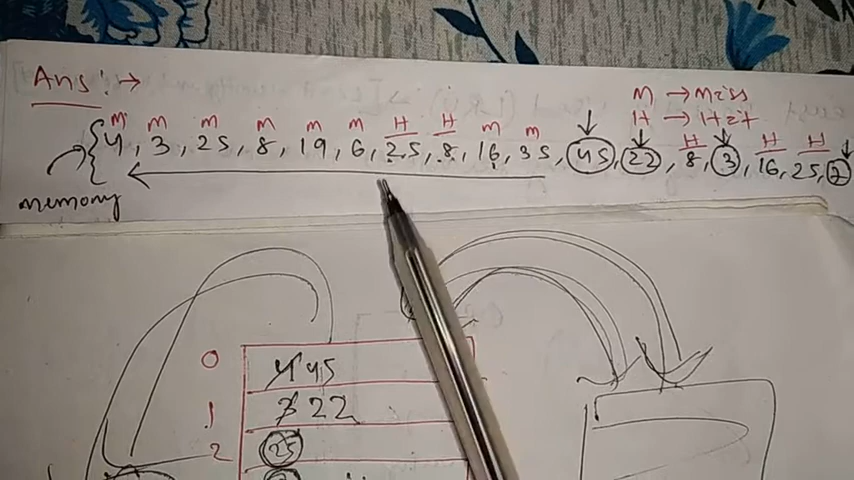 Ans:→
M → Miss
H → Hit
M M M M M M H H M M H H H
{4, 3, 25, 8, 19, 6, 25, 8, 16, 35, 45, 22, 8, 3, 16, 25, 7
memory
0 4 45
1 3 22
2 25